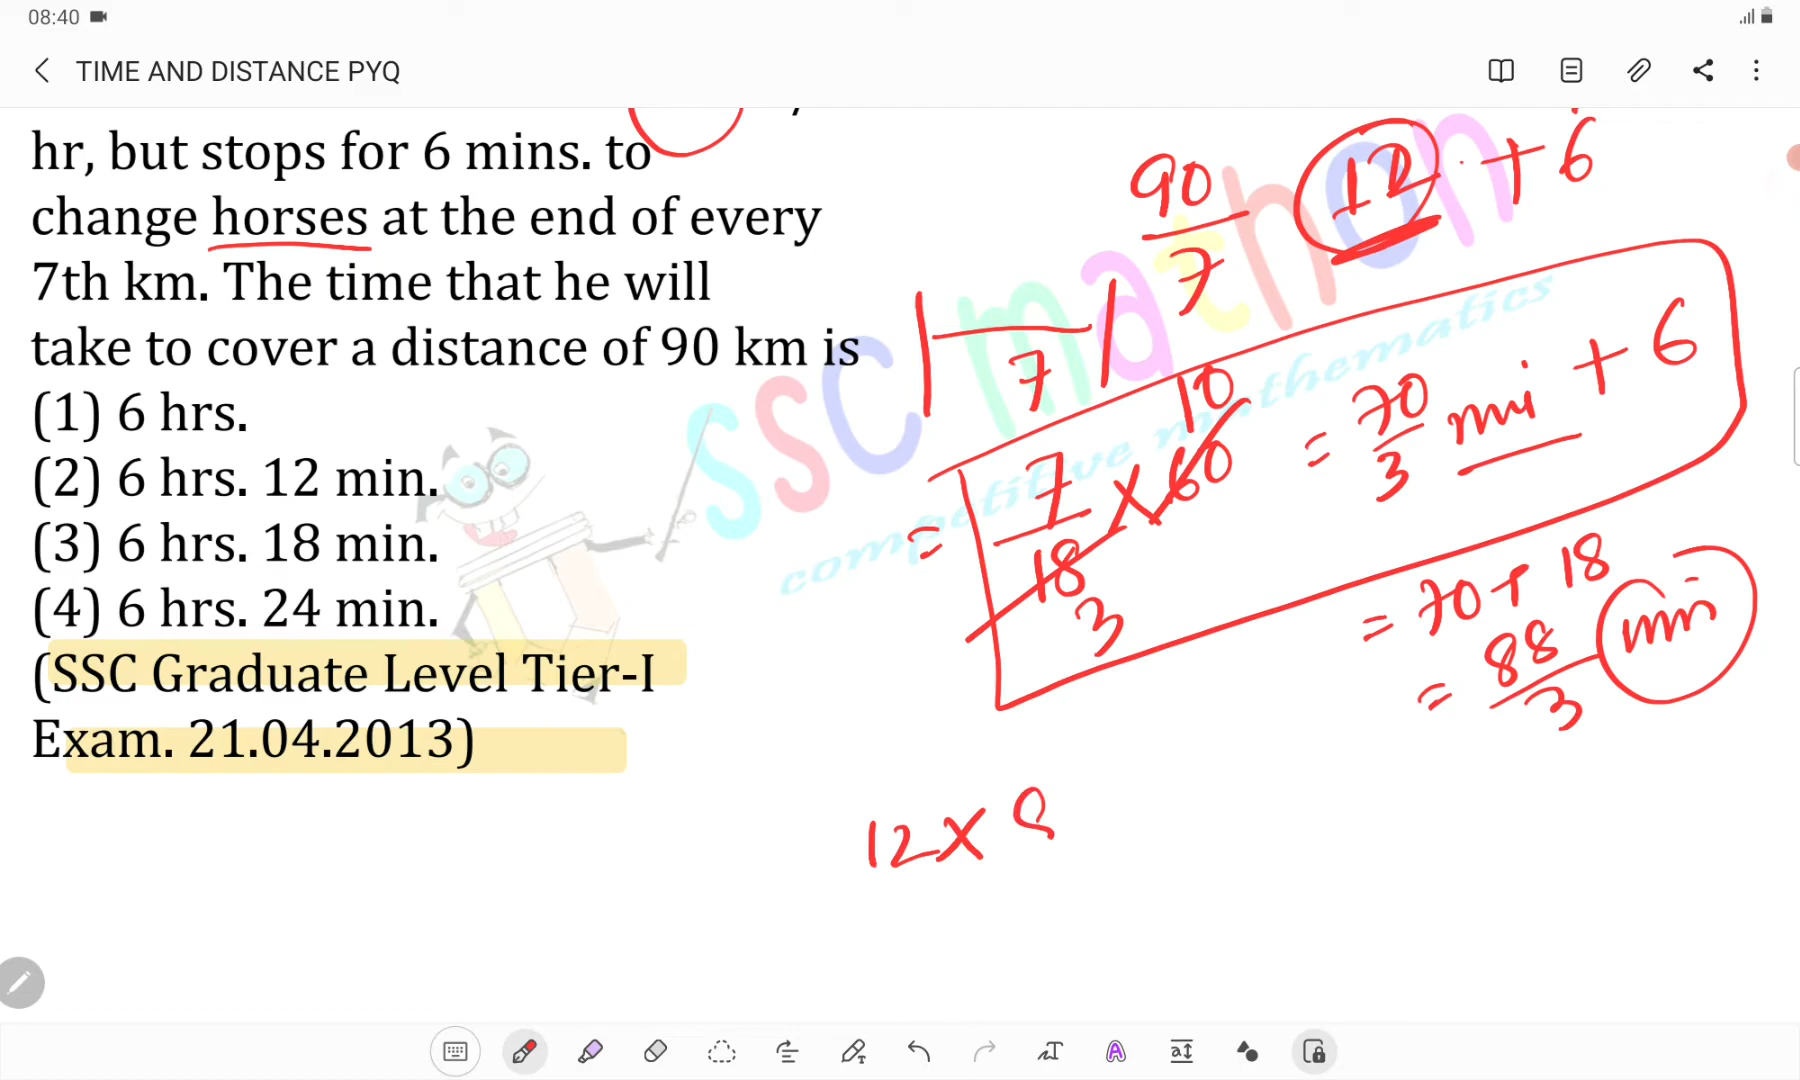 08:40
TIME AND DISTANCE PYQ
hr, but stops for 6 mins. to
change horses at the end of every
7th km. The time that he will
take to cover a distance of 90 km is
(1) 6 hrs.
(2) 6 hrs. 12 min.
(3) 6 hrs. 18 min.
(4) 6 hrs. 24 min.
(SSC Graduate Level Tier-I
Exam. 21.04.2013)
SSC mathon
competitive mathematics
90/7 12 + 6
7
= 7/18 × 60 10 3 = 70/3 min + 6
= 70 + 18
= 88/3 min
12 ×